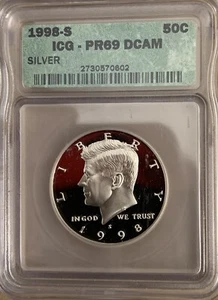 1998-S 50C
ICG - PR69 DCAM
SILVER
2730570602
LIBERTY
IN GOD WE TRUST
S
1998